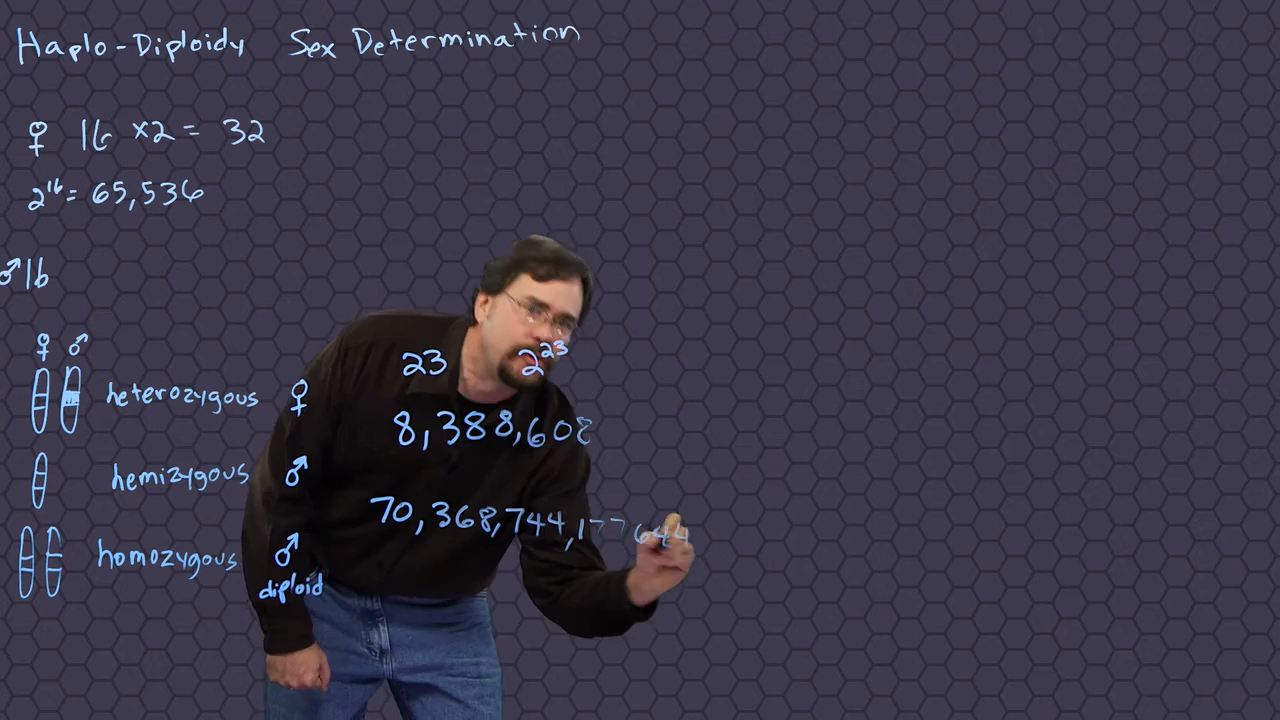 Haplo-Diploidy Sex Determination
♀ 16 ×2 = 32
2¹⁶= 65,536
♂16
♀ ♂
heterozygous ♀
hemizygous ♂
homozygous ♂
diploid
23 2²³
8,388,608
70,368,744,177644